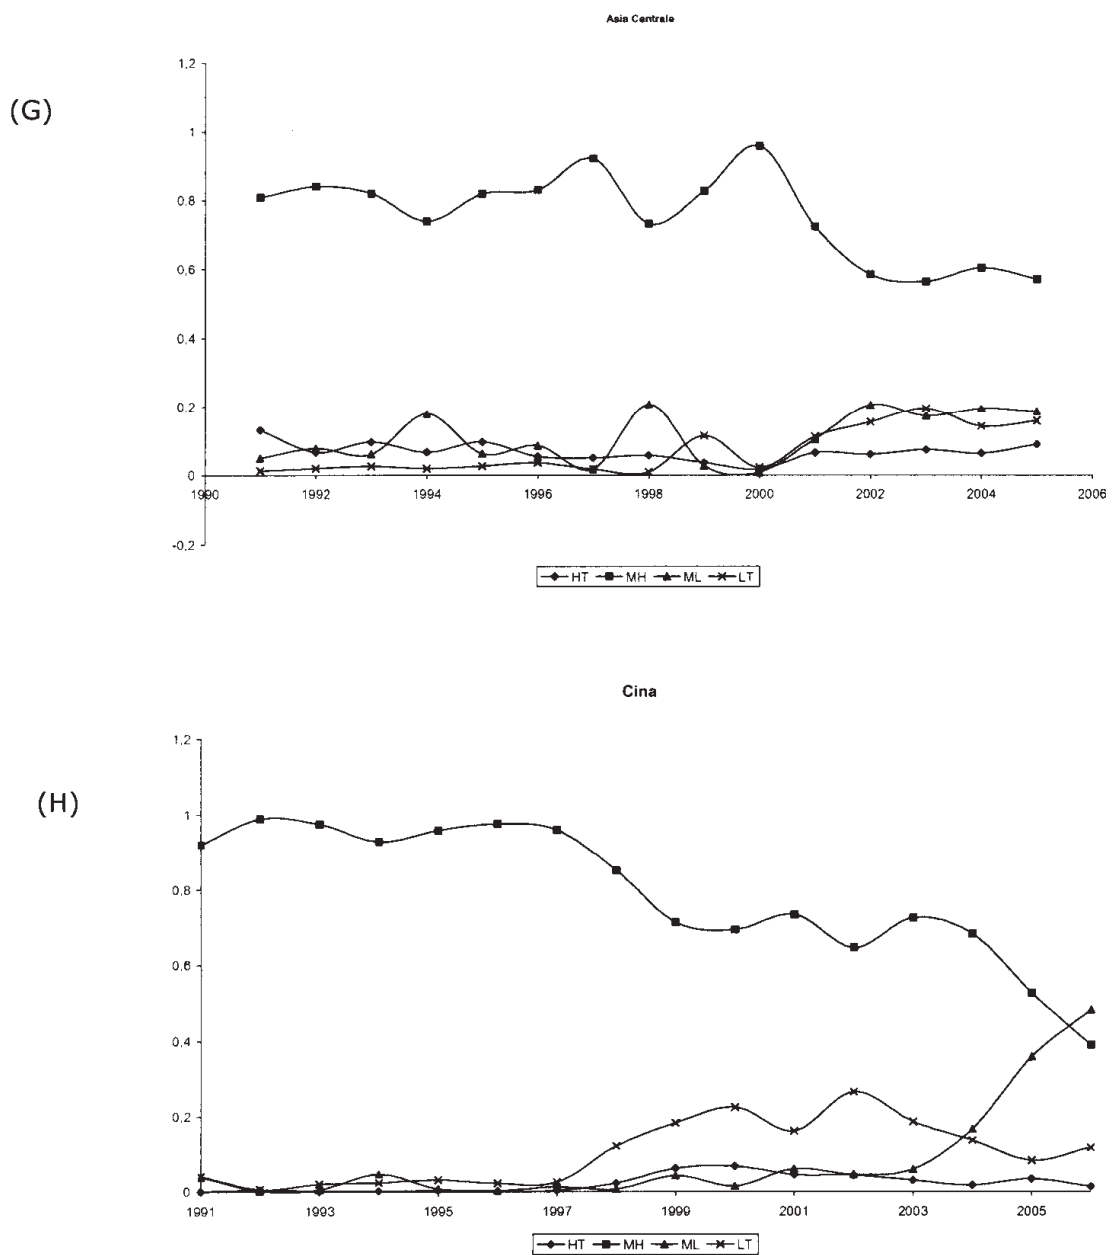 Asia Centrale
(G)
1,2
1
0,8
0,6
0,4
0,2
0
-0,2
1990 1992 1994 1996 1998 2000 2002 2004 2006
HT MH ML LT
Cina
(H)
1,2
1
0,8
0,6
0,4
0,2
0
1991 1993 1995 1997 1999 2001 2003 2005
HT MH ML LT